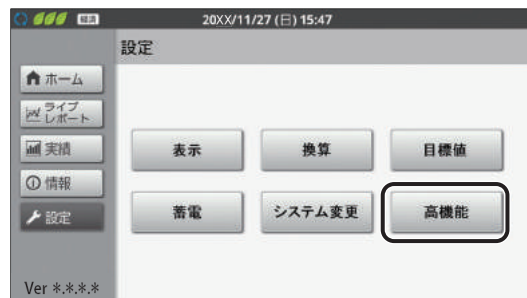 経済
20XX/11/27 (日) 15:47
設定
ホーム
ライブ
レポート
実績
情報
設定
表示
換算
目標値
蓄電
システム変更
高機能
Ver *.*.*.*